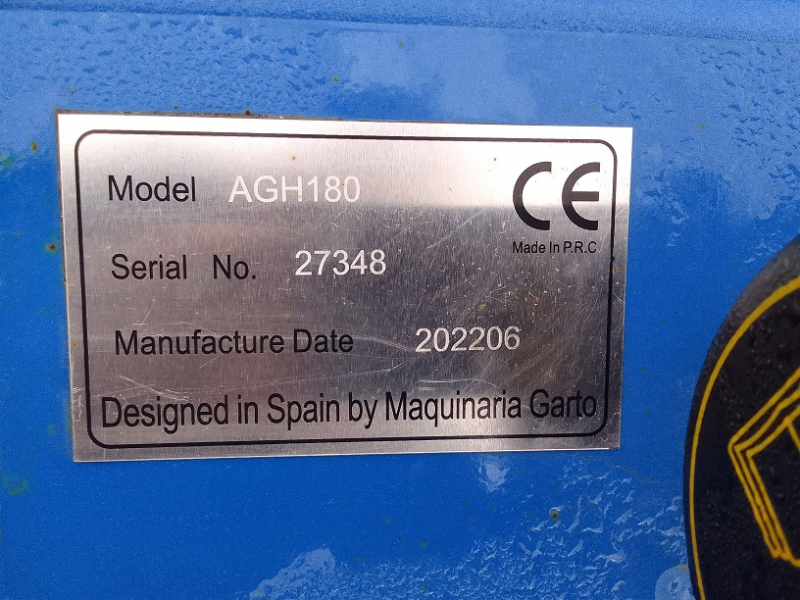 Model AGH180
CE
Made In P.R.C
Serial No. 27348
Manufacture Date 202206
Designed in Spain by Maquinaria Garto